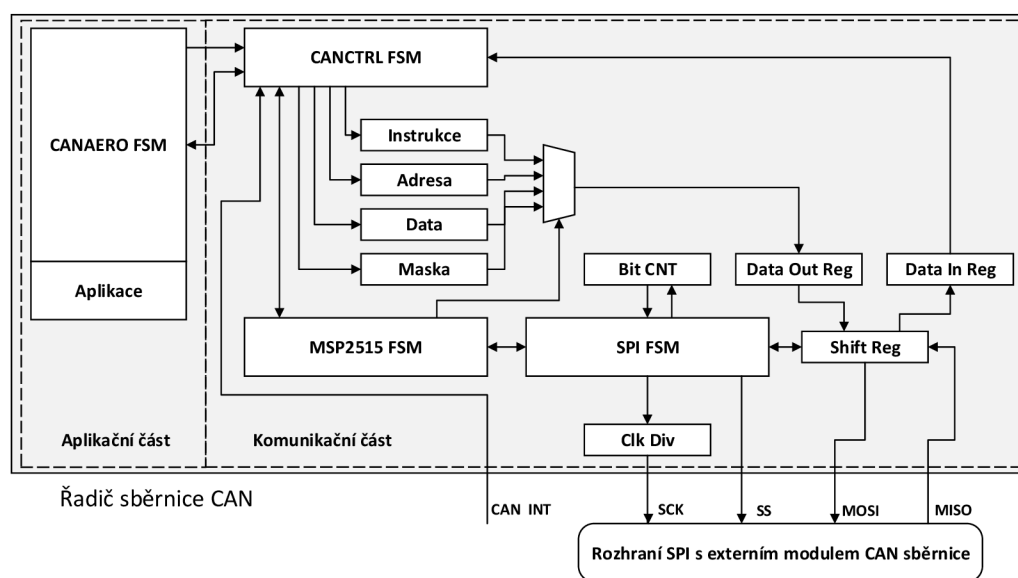 CANCTRL FSM
CANAERO FSM
Instrukce
Adresa
Data
Maska
Aplikace
Bit CNT
Data Out Reg
Data In Reg
MSP2515 FSM
SPI FSM
Shift Reg
Aplikační část
Komunikační část
Clk Div
Řadič sběrnice CAN
CAN INT
SCK
SS
MOSI
MISO
Rozhraní SPI s externím modulem CAN sběrnice